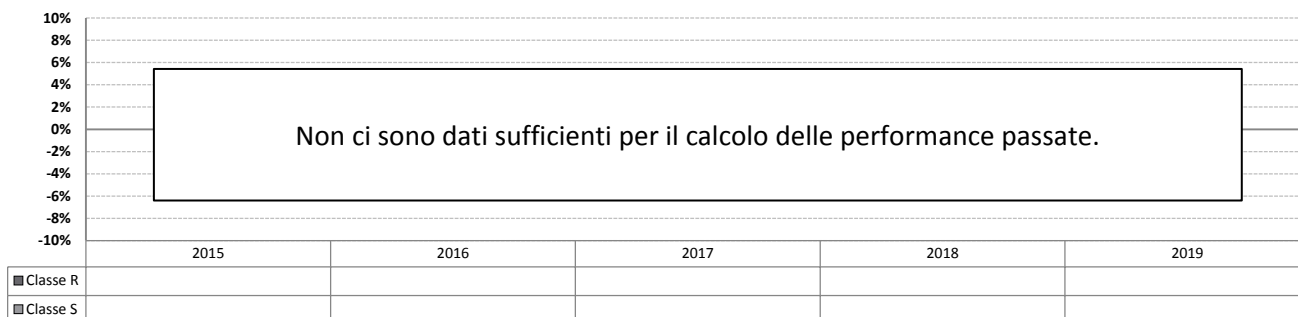 10%
8%
6%
4%
2%
0%
-2%
-4%
-6%
-8%
-10%
Non ci sono dati sufficienti per il calcolo delle performance passate.
2015 2016 2017 2018 2019
Classe R
Classe S